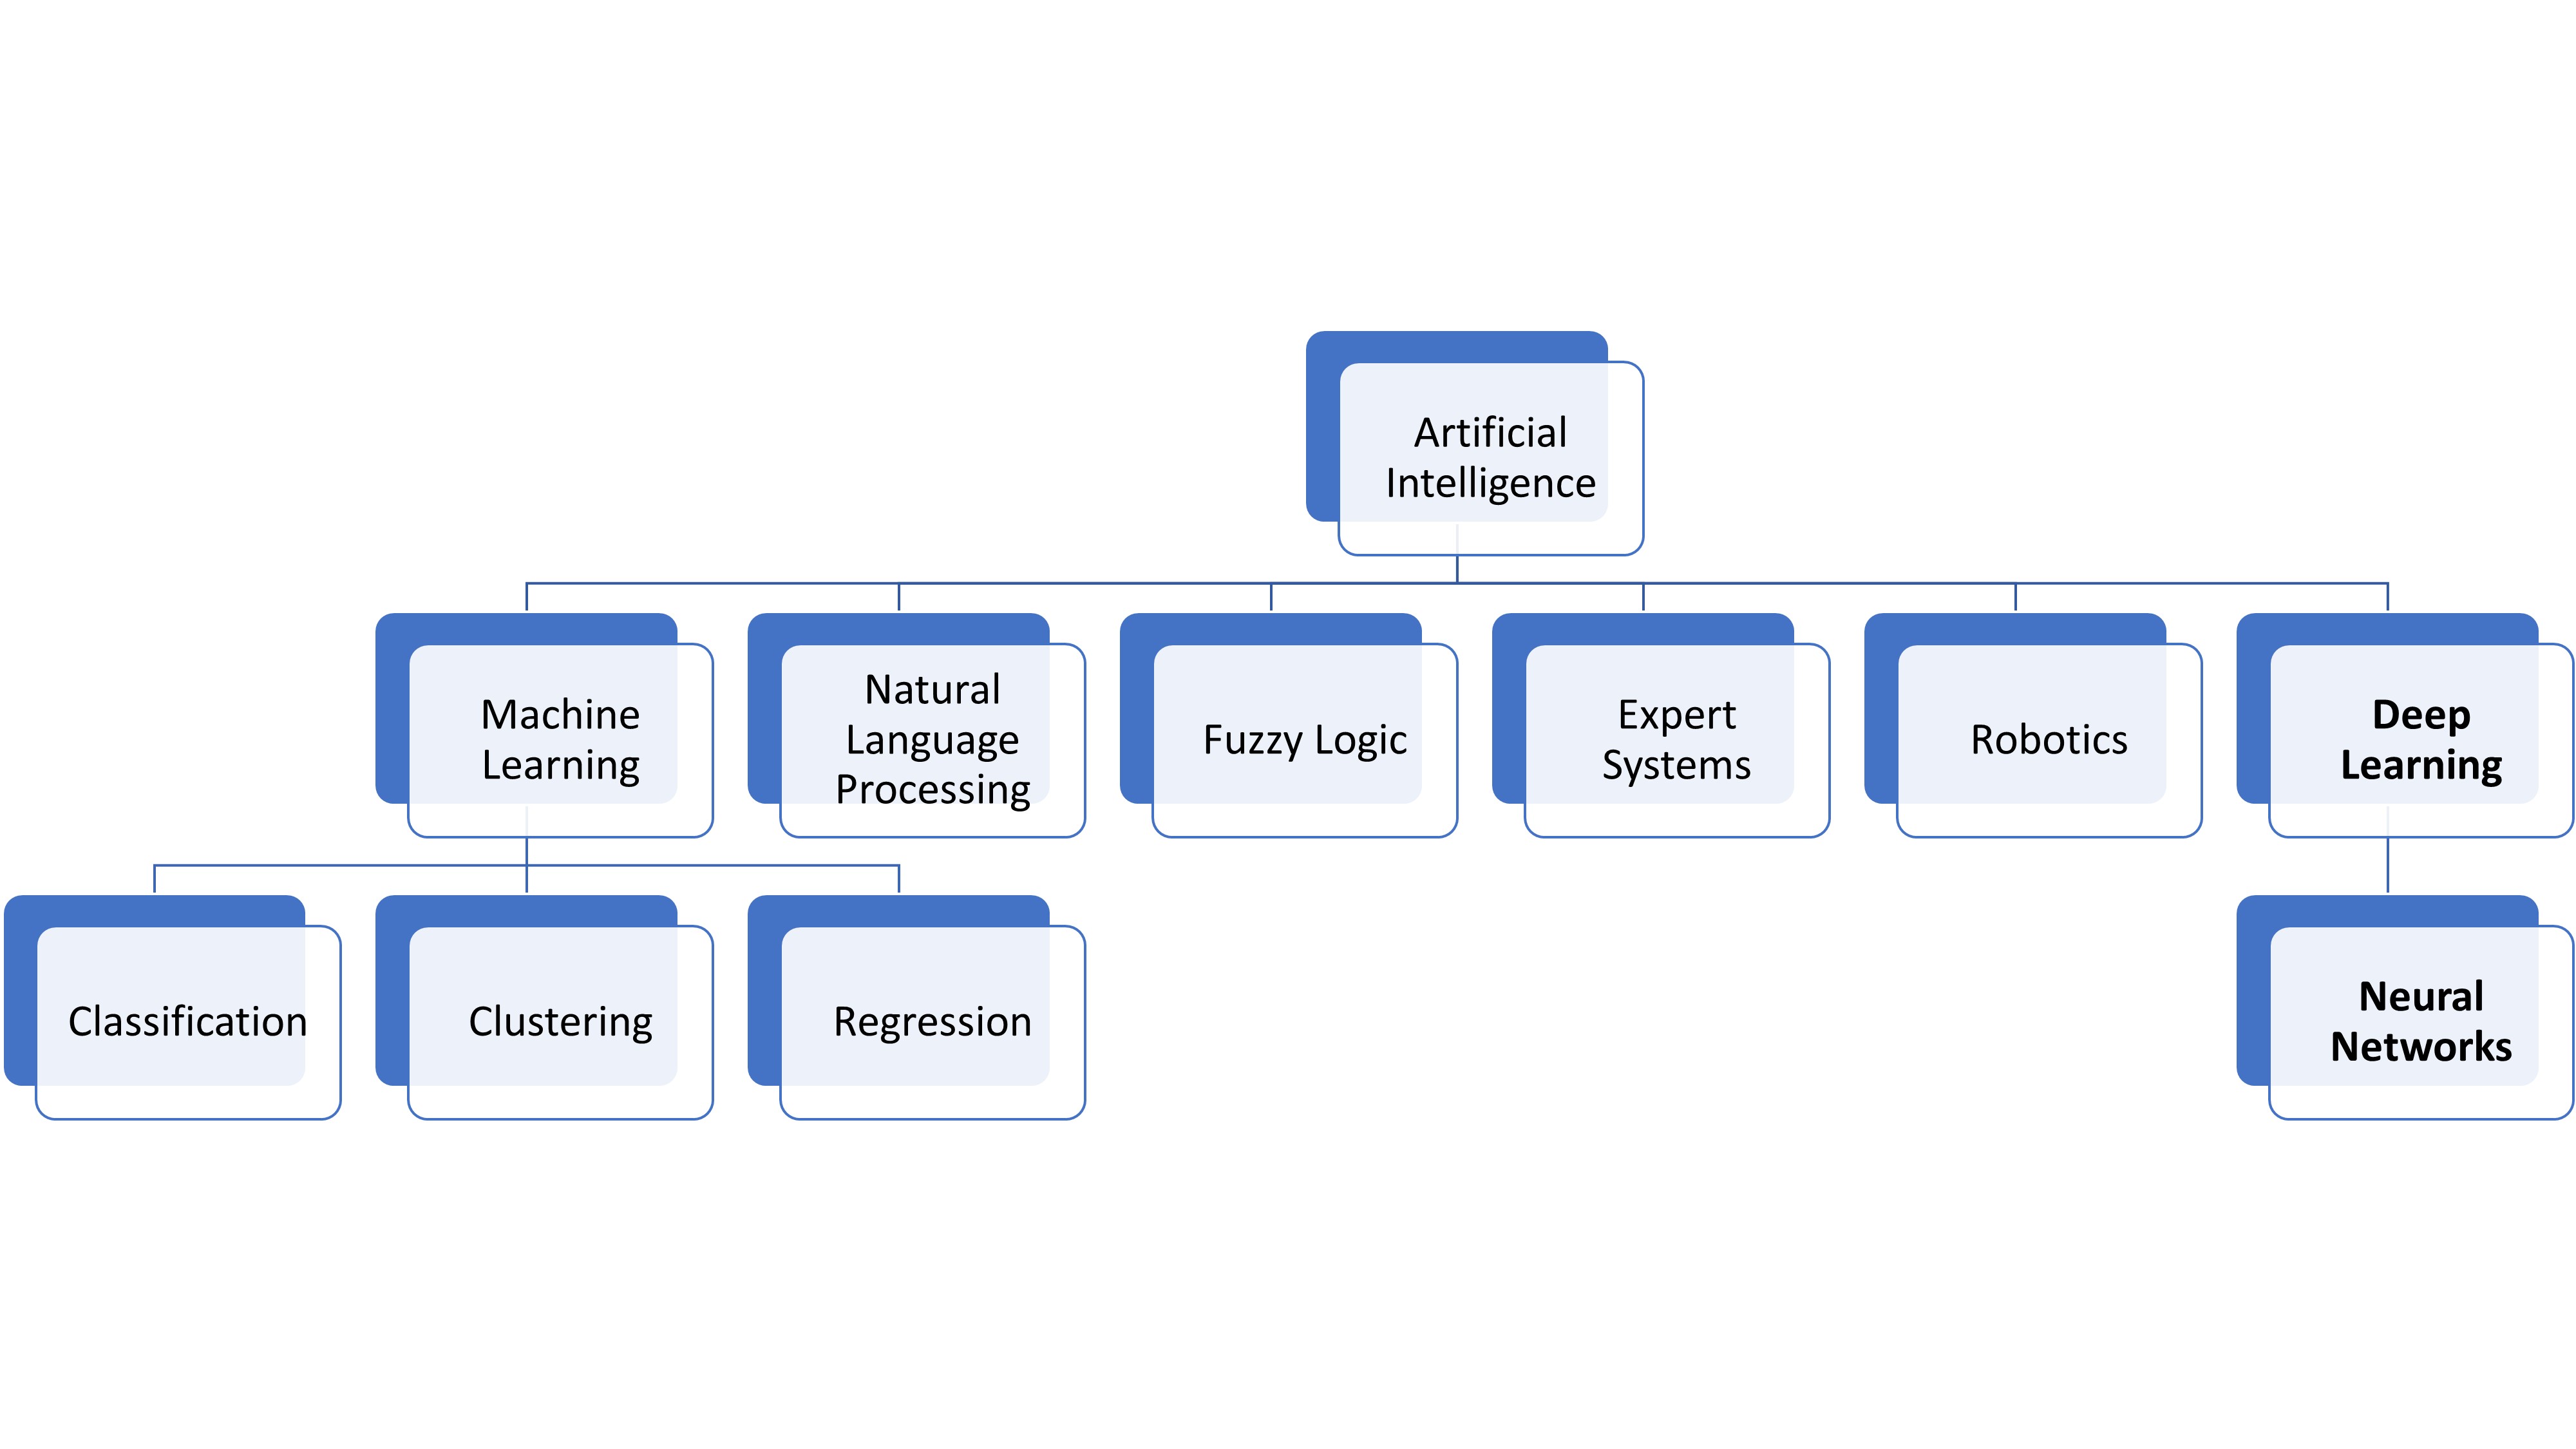 Artificial
Intelligence
Machine
Learning
Natural
Language
Processing
Fuzzy Logic
Expert
Systems
Robotics
Deep
Learning
Classification
Clustering
Regression
Neural
Networks